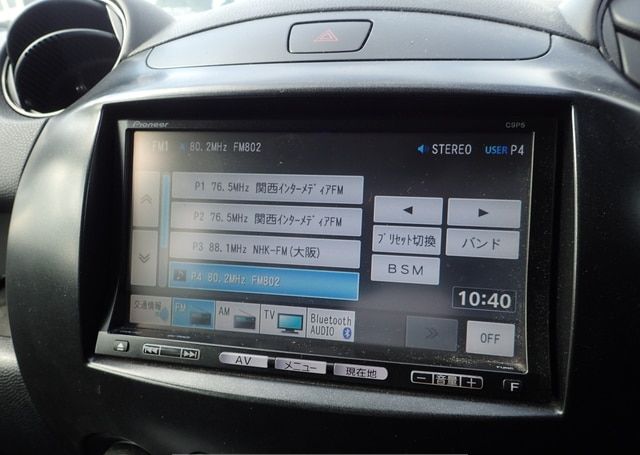 Pioneer
C9P5
FM1 80.2MHz FM802 STEREO USER P4
P1 76.5MHz 関西インターメディアFM
P2 76.5MHz 関西インターメディアFM
P3 88.1MHz NHK-FM(大阪)
P4 80.2MHz FM802
プリセット切換
バンド
BSM
10:40
交通情報
FM
AM
TV
Bluetooth
AUDIO
OFF
AV
メニュー
現在地
音量
F